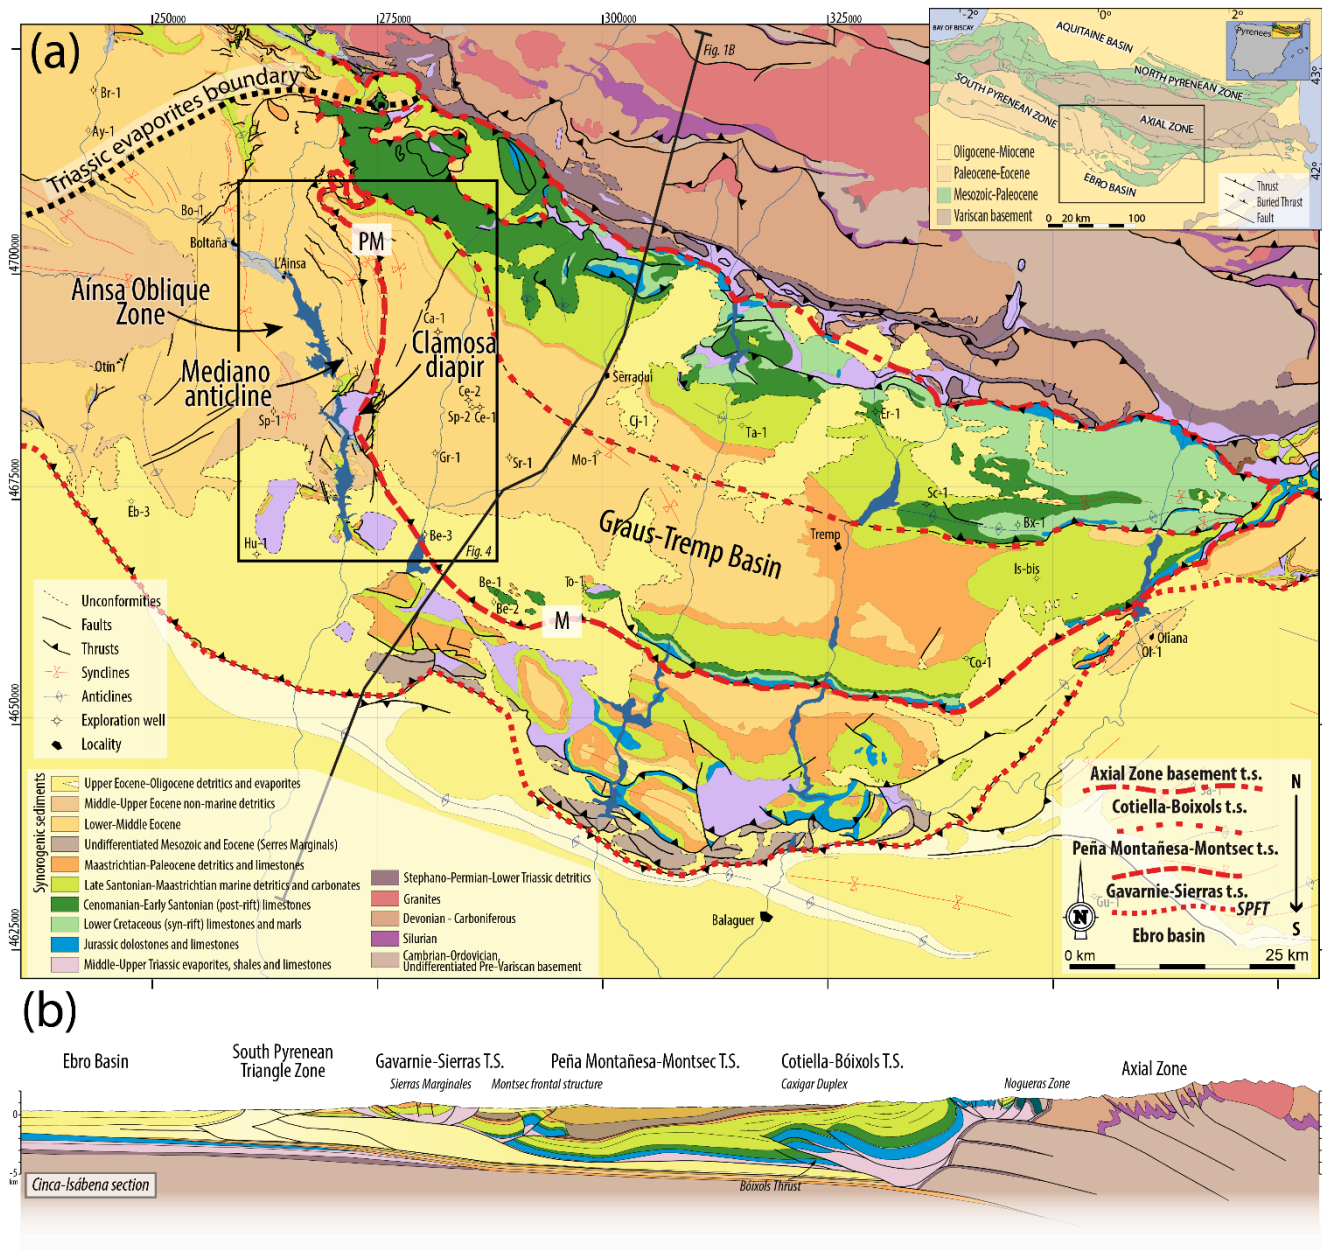 (a)
250000
275000
300000
325000
4700000
4675000
4650000
4625000
Fig. 1B
Br-1
Ay-1
Triassic evaporites boundary
Bo-1
Boltaña
L'Ainsa
PM
Aínsa Oblique
Zone
Mediano
anticline
Clamosa
diapir
Ca-1
Ce-2
Sp-2 Ce-1
Otín
Sp-1
Gr-1
Sr-1
Mo-1
Cj-1
Serraduí
Ta-1
Er-1
Eb-3
Hu-1
Fig. 4
Be-3
Be-1
Be-2
To-1
M
Graus-Tremp Basin
Tremp
Sc-1
Bx-1
Is-bis
Co-1
Oliana
Ol-1
Balaguer
Gu-1
-2°
0°
2°
43°
42°
BAY OF BISCAY
AQUITAINE BASIN
Pyrenees
NORTH PYRENEAN ZONE
SOUTH PYRENEAN ZONE
AXIAL ZONE
EBRO BASIN
Oligocene-Miocene
Paleocene-Eocene
Mesozoic-Paleocene
Variscan basement
0 20 km 100
Thrust
Buried Thrust
Fault
Unconformities
Faults
Thrusts
Synclines
Anticlines
Exploration well
Locality
Synorogenic sediments
Upper Eocene-Oligocene detritics and evaporites
Middle-Upper Eocene non-marine detritics
Lower-Middle Eocene
Undifferentiated Mesozoic and Eocene (Serres Marginals)
Maastrichtian-Paleocene detritics and limestones
Late Santonian-Maastrichtian marine detritics and carbonates
Cenomanian-Early Santonian (post-rift) limestones
Lower Cretaceous (syn-rift) limestones and marls
Jurassic dolostones and limestones
Middle-Upper Triassic evaporites, shales and limestones
Stephano-Permian-Lower Triassic detritics
Granites
Devonian - Carboniferous
Silurian
Cambrian-Ordovician,
Undifferentiated Pre-Variscan basement
Axial Zone basement t.s.
Cotiella-Boixols t.s.
Peña Montañesa-Montsec t.s.
Gavarnie-Sierras t.s.
SPFT
Ebro basin
N
S
N
0 km 25 km
(b)
Ebro Basin
South Pyrenean
Triangle Zone
Gavarnie-Sierras T.S.
Sierras Marginales
Montsec frontal structure
Peña Montañesa-Montsec T.S.
Cotiella-Bóixols T.S.
Caxigar Duplex
Nogueras Zone
Axial Zone
0
-5
km
Bóixols Thrust
Cinca-Isábena section